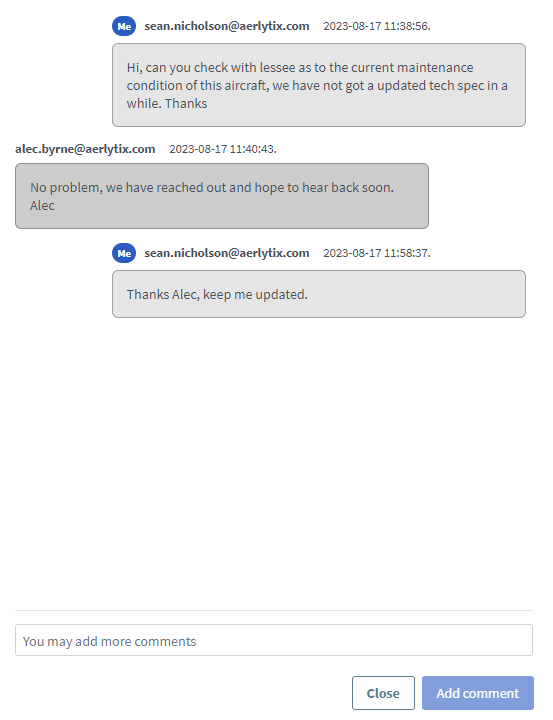 Me sean.nicholson@aerlytix.com 2023-08-17 11:38:56.
Hi, can you check with lessee as to the current maintenance
condition of this aircraft, we have not got a updated tech spec in a
while. Thanks
alec.byrne@aerlytix.com 2023-08-17 11:40:43.
No problem, we have reached out and hope to hear back soon.
Alec
Me sean.nicholson@aerlytix.com 2023-08-17 11:58:37.
Thanks Alec, keep me updated.
You may add more comments
Close Add comment